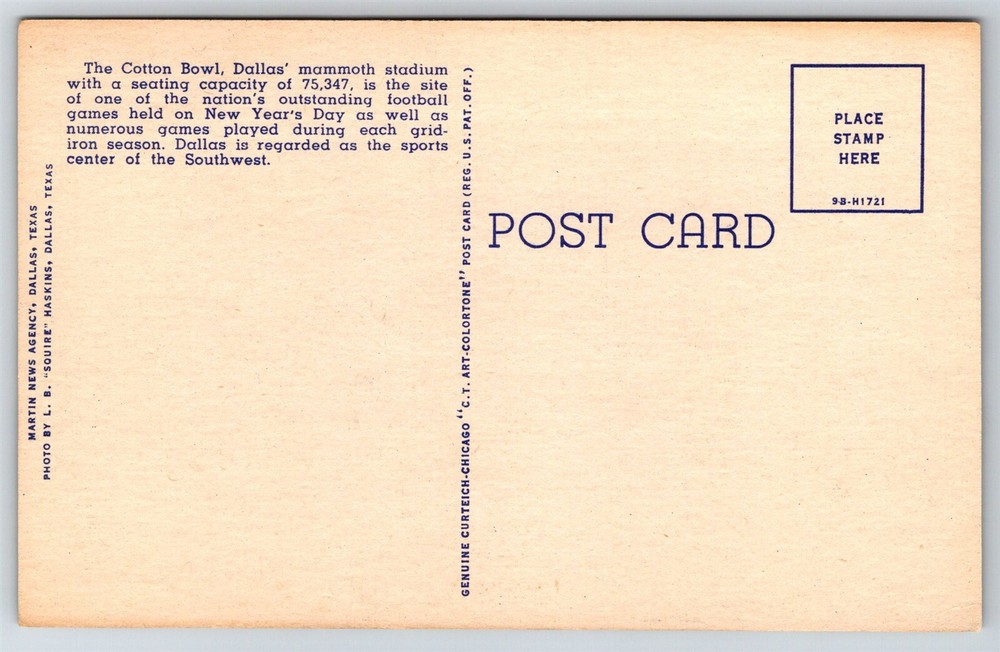 The Cotton Bowl, Dallas' mammoth stadium
with a seating capacity of 75,347, is the site
of one of the nation's outstanding football
games held on New Year's Day as well as
numerous games played during each grid-
iron season. Dallas is regarded as the sports
center of the Southwest.
MARTIN NEWS AGENCY, DALLAS, TEXAS
PHOTO BY L. B. "SQUIRE" HASKINS, DALLAS, TEXAS
GENUINE CURTEICH-CHICAGO "C.T. ART-COLORTONE" POST CARD (REG. U.S. PAT. OFF.)
POST CARD
PLACE
STAMP
HERE
9B-H1721